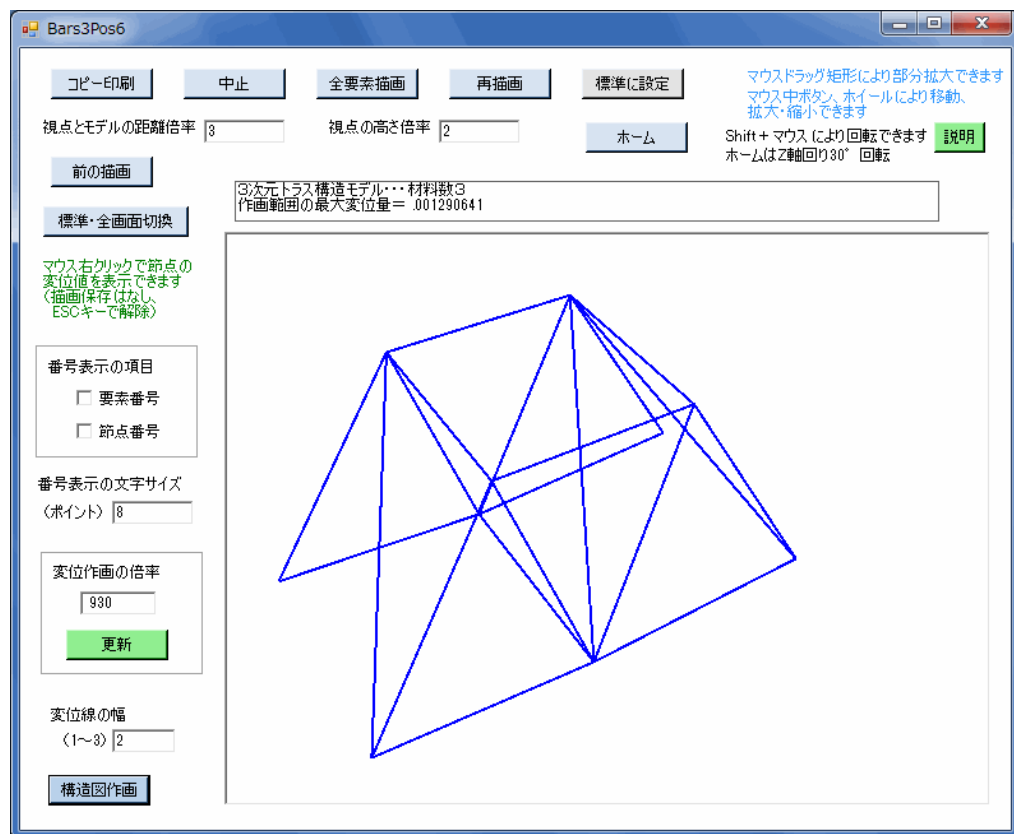 Bars3Pos6
コピー印刷
中止
全要素描画
再描画
標準に設定
マウスドラッグ矩形により部分拡大できます
マウス中ボタン、ホイールにより移動、
拡大・縮小できます
視点とモデルの距離倍率 3
視点の高さ倍率 2
ホーム
Shift+マウス により回転できます
ホームはZ軸回り30° 回転
説明
前の描画
標準・全画面切換
3次元トラス構造モデル・・・材料数3
作画範囲の最大変位量= .001290641
マウス右クリックで節点の
変位値を表示できます
(描画保存はなし、
ESCキーで解除)
番号表示の項目
要素番号
節点番号
番号表示の文字サイズ
(ポイント) 8
変位作画の倍率
930
更新
変位線の幅
(1~3) 2
構造図作画